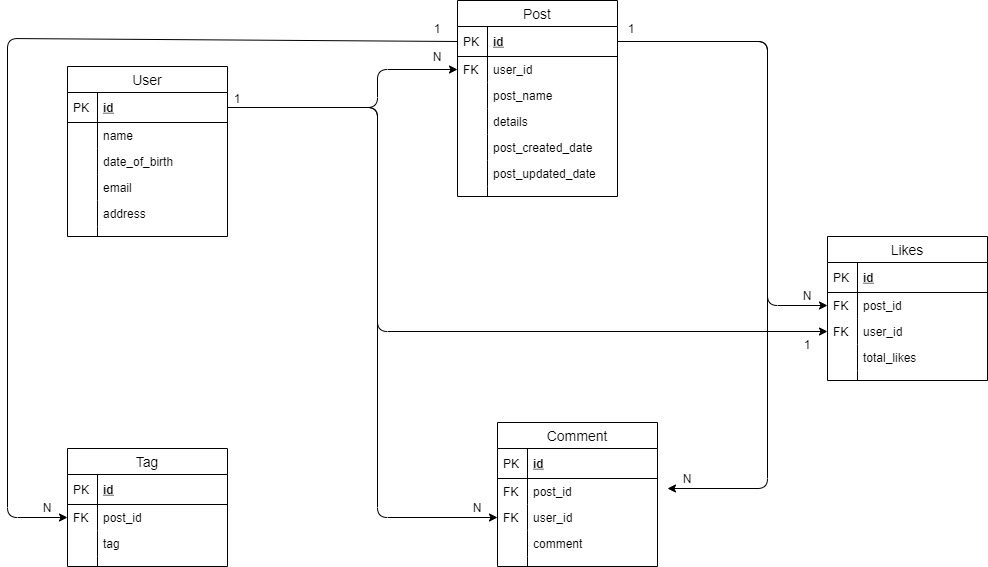 Post
1
1
PK id
N
FK user_id
post_name
details
post_created_date
post_updated_date
User
PK id
1
name
date_of_birth
email
address
Likes
PK id
N
FK post_id
FK user_id
1
total_likes
Comment
PK id
N
FK post_id
N
FK user_id
comment
Tag
PK id
N
FK post_id
tag